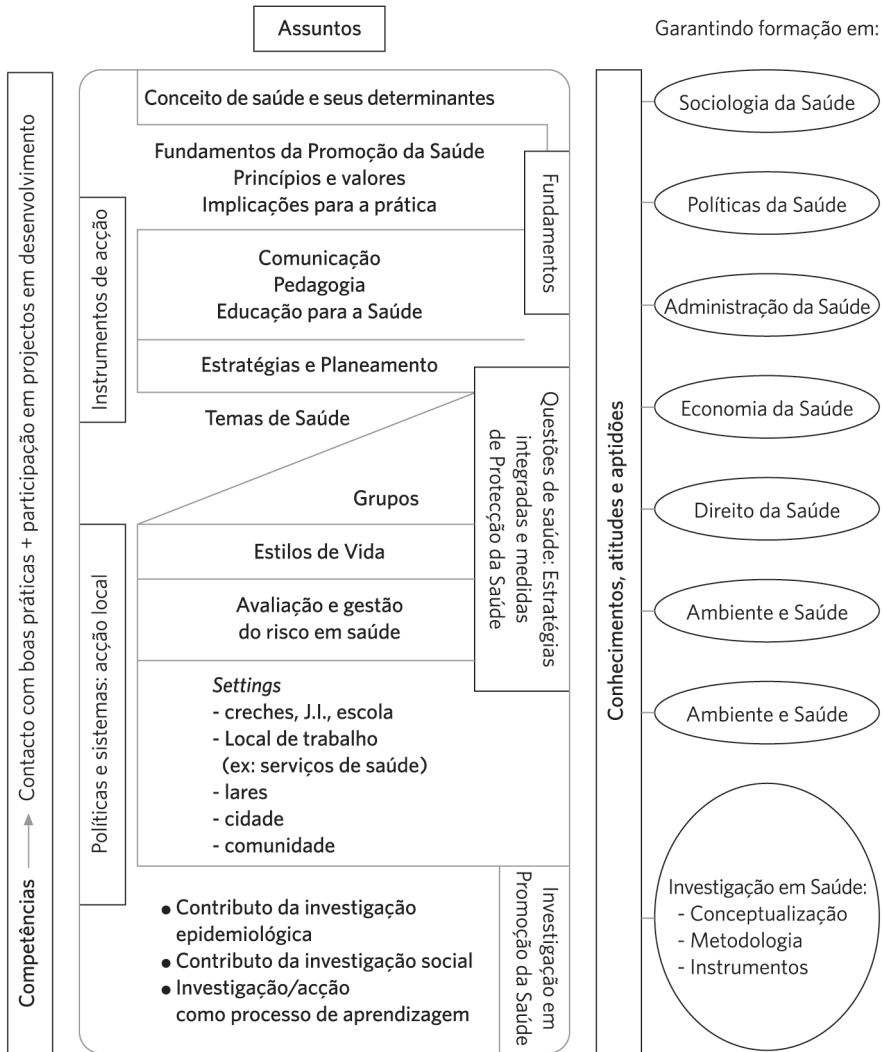 Assuntos
Garantindo formação em:
Competências → Contacto com boas práticas + participação em projectos em desenvolvimento
Instrumentos de acção
Políticas e sistemas: acção local
Conceito de saúde e seus determinantes
Fundamentos da Promoção da Saúde
Princípios e valores
Implicações para a prática
Comunicação
Pedagogia
Educação para a Saúde
Estratégias e Planeamento
Temas de Saúde
Grupos
Estilos de Vida
Avaliação e gestão
do risco em saúde
Settings
- creches, J.I., escola
- Local de trabalho
(ex: serviços de saúde)
- lares
- cidade
- comunidade
● Contributo da investigação
epidemiológica
● Contributo da investigação social
● Investigação/acção
como processo de aprendizagem
Fundamentos
Questões de saúde: Estratégias
integradas e medidas
de Protecção da Saúde
Investigação em
Promoção da Saúde
Conhecimentos, atitudes e aptidões
Sociologia da Saúde
Políticas da Saúde
Administração da Saúde
Economia da Saúde
Direito da Saúde
Ambiente e Saúde
Ambiente e Saúde
Investigação em Saúde:
- Conceptualização
- Metodologia
- Instrumentos